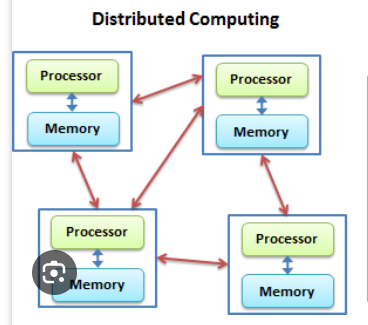 Distributed Computing
Processor
Memory
Processor
Memory
Processor
Memory
Processor
Memory